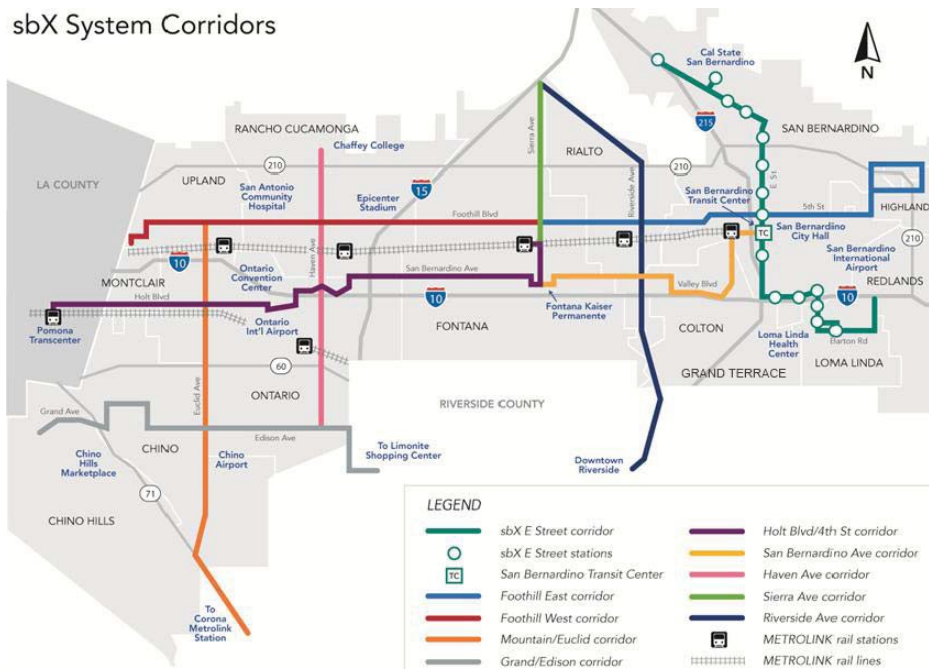 sbX System Corridors
Cal State
San Bernardino
N
215
RANCHO CUCAMONGA
Chaffey College
Sierra Ave
SAN BERNARDINO
LA COUNTY
210
UPLAND
15
RIALTO
210
E St
San Antonio
Community
Hospital
Epicenter
Stadium
Riverside Ave
San Bernardino
Transit Center
HIGHLAND
Foothill Blvd
5th St
TC
San Bernardino
City Hall
210
Haven Ave
10
MONTCLAIR
Ontario
Convention
Center
San Bernardino Ave
San Bernardino
International
Airport
REDLANDS
Holt Blvd
10
Valley Blvd
10
Pomona
Transcenter
Ontario
Int'l Airport
FONTANA
Fontana Kaiser
Permanente
COLTON
Loma Linda
Health
Center
Barton Rd
LOMA LINDA
GRAND TERRACE
60
Euclid Ave
ONTARIO
RIVERSIDE COUNTY
Grand Ave
Edison Ave
CHINO
To Limonite
Shopping Center
Chino
Hills
Marketplace
Chino
Airport
Downtown
Riverside
71
CHINO HILLS
To
Corona
Metrolink
Station
LEGEND
sbX E Street corridor
sbX E Street stations
TC
San Bernardino Transit Center
Foothill East corridor
Foothill West corridor
Mountain/Euclid corridor
Grand/Edison corridor
Holt Blvd/4th St corridor
San Bernardino Ave corridor
Haven Ave corridor
Sierra Ave corridor
Riverside Ave corridor
METROLINK rail stations
METROLINK rail lines